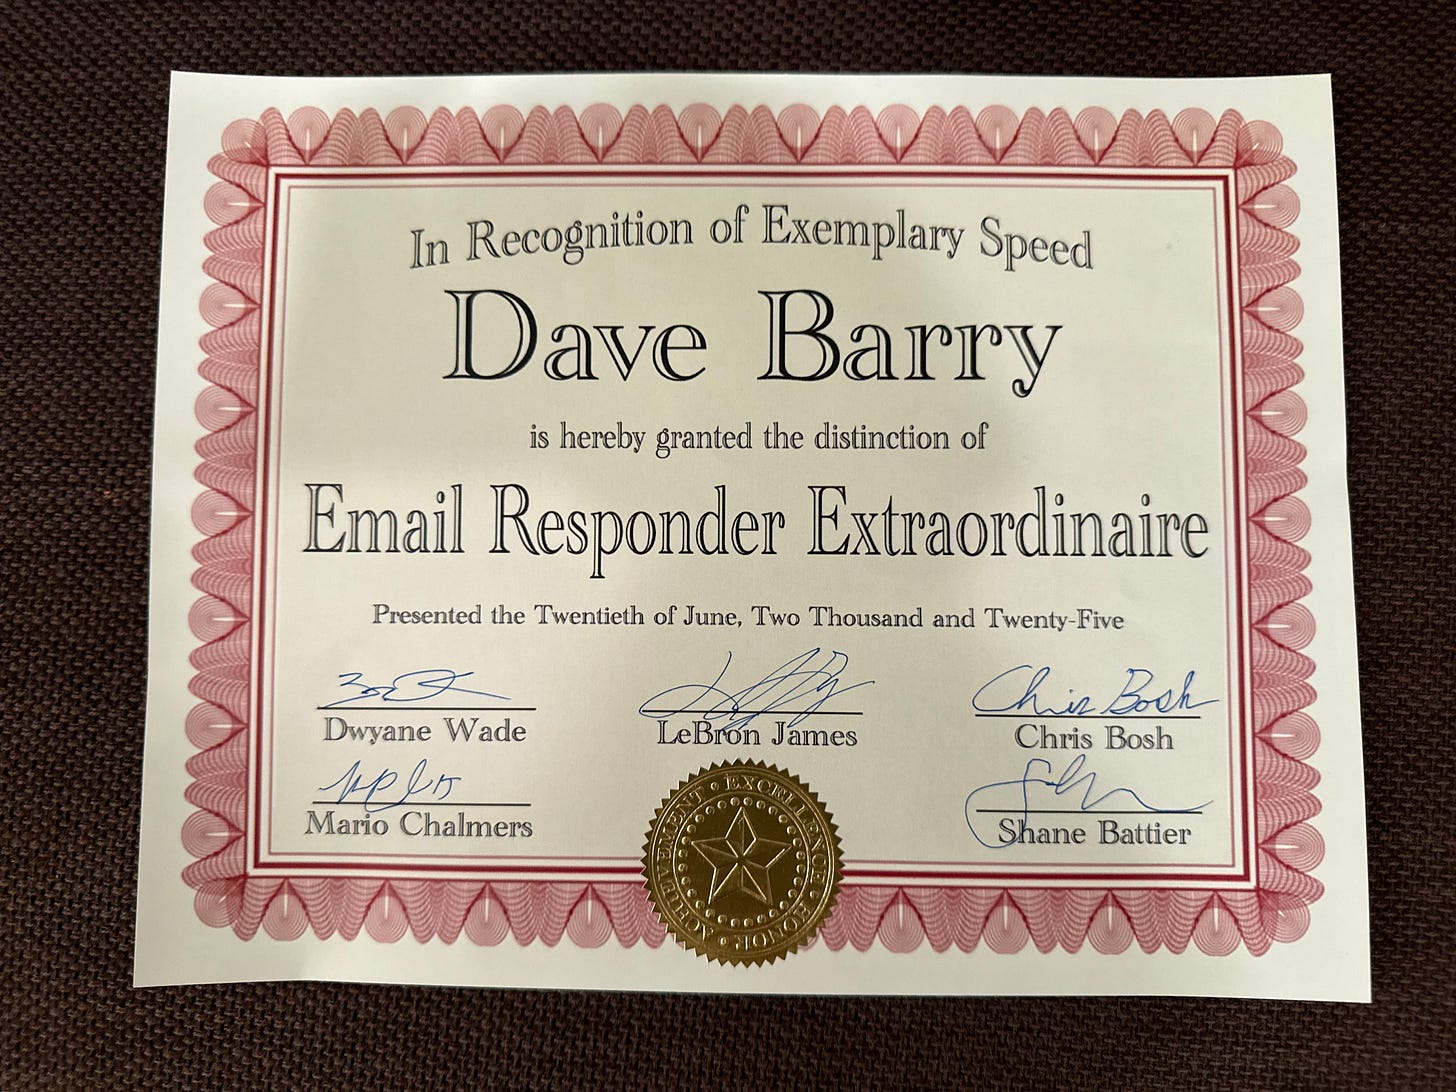 In Recognition of Exemplary Speed
Dave Barry
is hereby granted the distinction of
Email Responder Extraordinaire
Presented the Twentieth of June, Two Thousand and Twenty-Five
Dwyane Wade
LeBron James
Chris Bosh
Chris Bosh
Mario Chalmers
Shane Battier
EXCELLENCE • HONOR • ACHIEVEMENT •